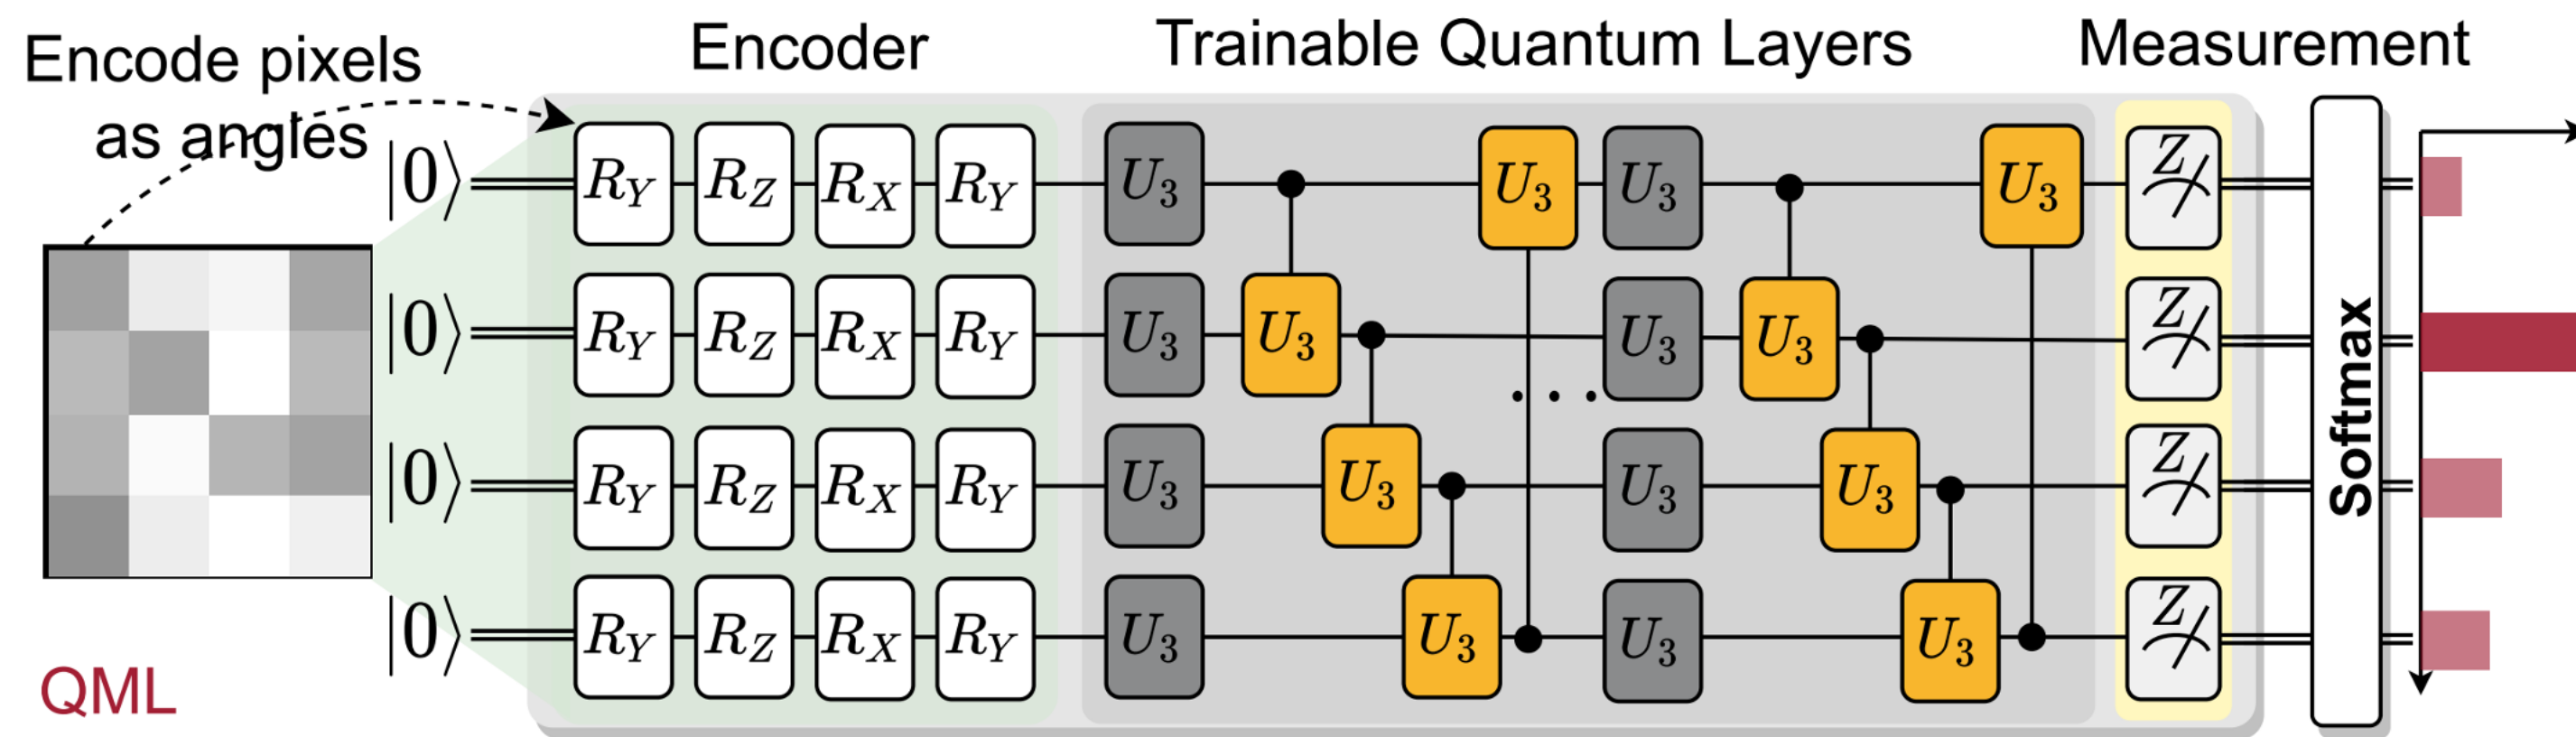 Encode pixels
as angles
Encoder
Trainable Quantum Layers
Measurement
|0⟩ R_Y R_Z R_X R_Y U_3 U_3 U_3 U_3 Z
|0⟩ R_Y R_Z R_X R_Y U_3 U_3 U_3 U_3 Z
|0⟩ R_Y R_Z R_X R_Y U_3 U_3 U_3 U_3 Z
|0⟩ R_Y R_Z R_X R_Y U_3 U_3 U_3 U_3 Z
. . .
Softmax
QML